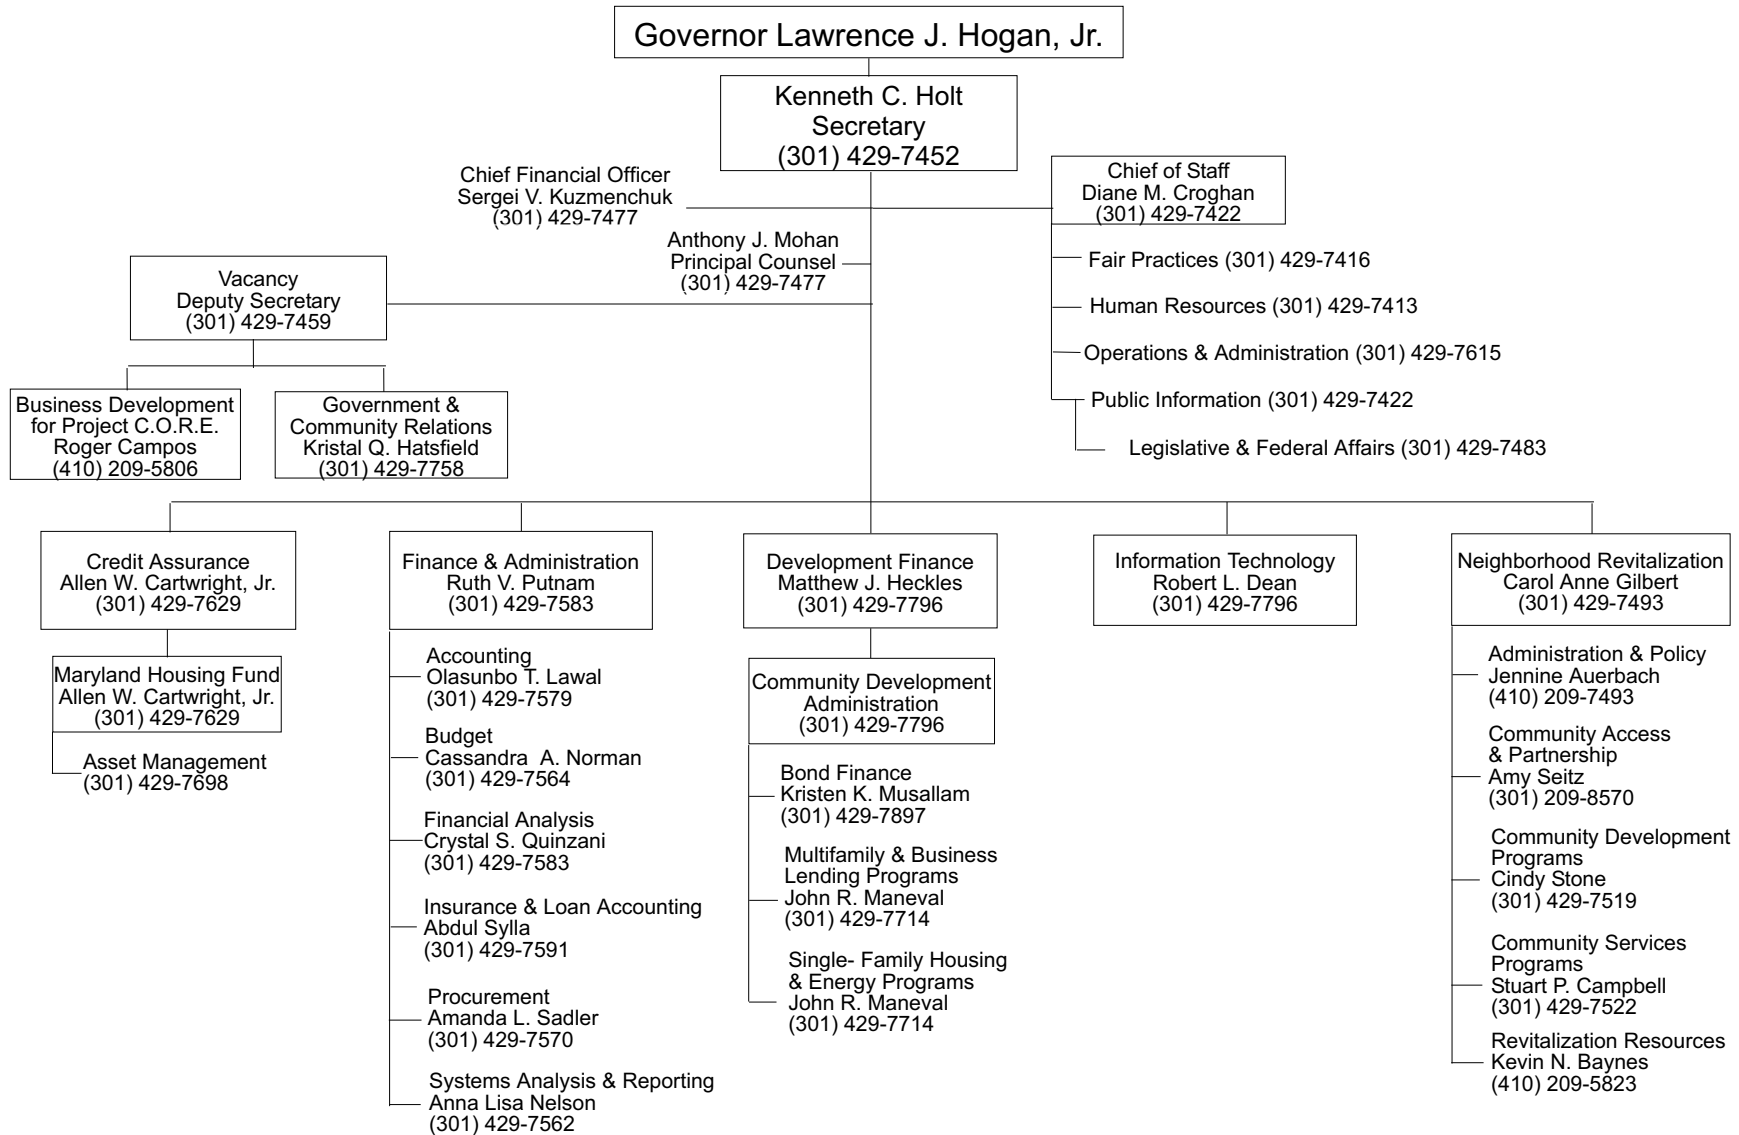 Governor Lawrence J. Hogan, Jr.
Kenneth C. Holt
Secretary
(301) 429-7452
Chief Financial Officer
Sergei V. Kuzmenchuk
(301) 429-7477
Chief of Staff
Diane M. Croghan
(301) 429-7422
Anthony J. Mohan
Principal Counsel
(301) 429-7477
Fair Practices (301) 429-7416
Human Resources (301) 429-7413
Operations & Administration (301) 429-7615
Public Information (301) 429-7422
Legislative & Federal Affairs (301) 429-7483
Vacancy
Deputy Secretary
(301) 429-7459
Business Development
for Project C.O.R.E.
Roger Campos
(410) 209-5806
Government &
Community Relations
Kristal Q. Hatsfield
(301) 429-7758
Credit Assurance
Allen W. Cartwright, Jr.
(301) 429-7629
Maryland Housing Fund
Allen W. Cartwright, Jr.
(301) 429-7629
Asset Management
(301) 429-7698
Finance & Administration
Ruth V. Putnam
(301) 429-7583
Accounting
Olasunbo T. Lawal
(301) 429-7579
Budget
Cassandra  A. Norman
(301) 429-7564
Financial Analysis
Crystal S. Quinzani
(301) 429-7583
Insurance & Loan Accounting
Abdul Sylla
(301) 429-7591
Procurement
Amanda L. Sadler
(301) 429-7570
Systems Analysis & Reporting
Anna Lisa Nelson
(301) 429-7562
Development Finance
Matthew J. Heckles
(301) 429-7796
Community Development
Administration
(301) 429-7796
Bond Finance
Kristen K. Musallam
(301) 429-7897
Multifamily & Business
Lending Programs
John R. Maneval
(301) 429-7714
Single- Family Housing
& Energy Programs
John R. Maneval
(301) 429-7714
Information Technology
Robert L. Dean
(301) 429-7796
Neighborhood Revitalization
Carol Anne Gilbert
(301) 429-7493
Administration & Policy
Jennine Auerbach
(410) 209-7493
Community Access
& Partnership
Amy Seitz
(301) 209-8570
Community Development
Programs
Cindy Stone
(301) 429-7519
Community Services
Programs
Stuart P. Campbell
(301) 429-7522
Revitalization Resources
Kevin N. Baynes
(410) 209-5823